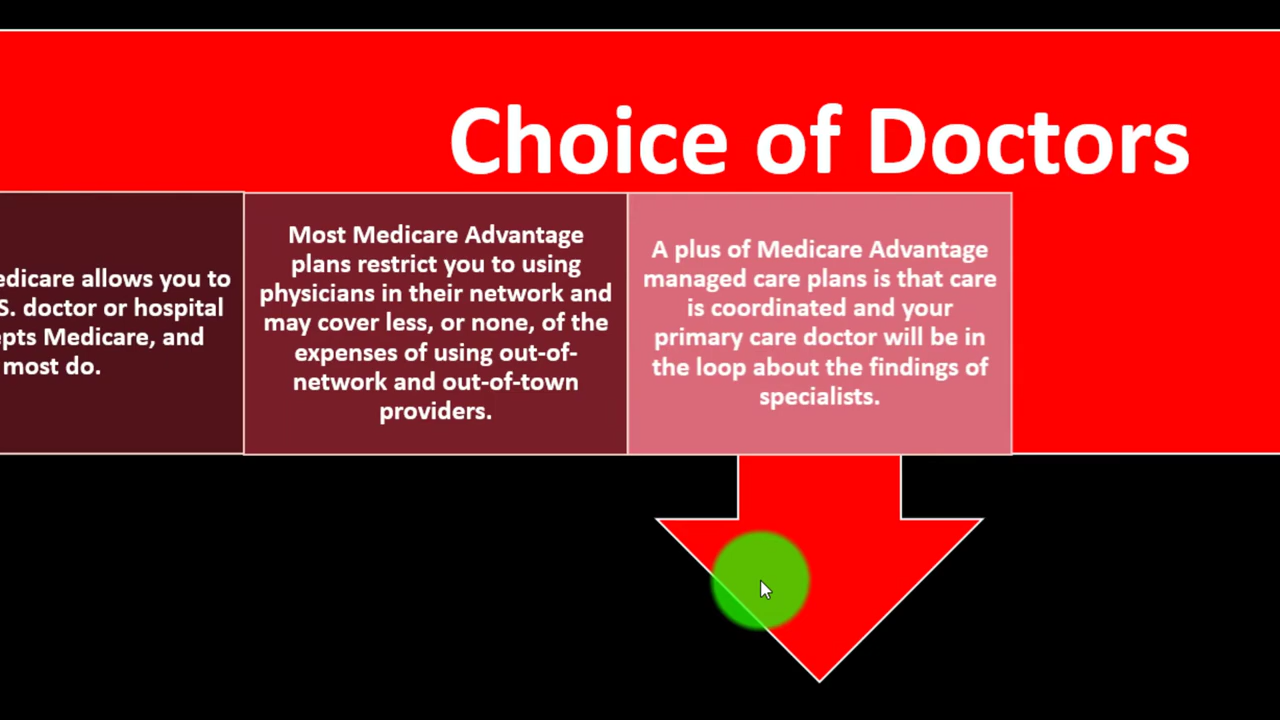 Choice of Doctors
edicare allows you to
S. doctor or hospital
pts Medicare, and
most do.
Most Medicare Advantage
plans restrict you to using
physicians in their network and
may cover less, or none, of the
expenses of using out-of-
network and out-of-town
providers.
A plus of Medicare Advantage
managed care plans is that care
is coordinated and your
primary care doctor will be in
the loop about the findings of
specialists.